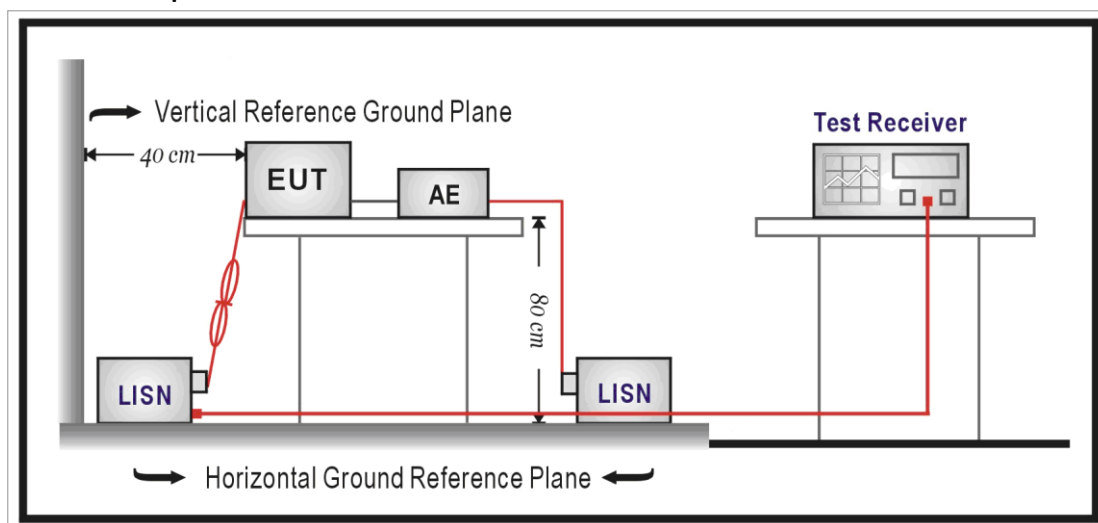 Vertical Reference Ground Plane
Test Receiver
40 cm
EUT
AE
80 cm
LISN
LISN
Horizontal Ground Reference Plane